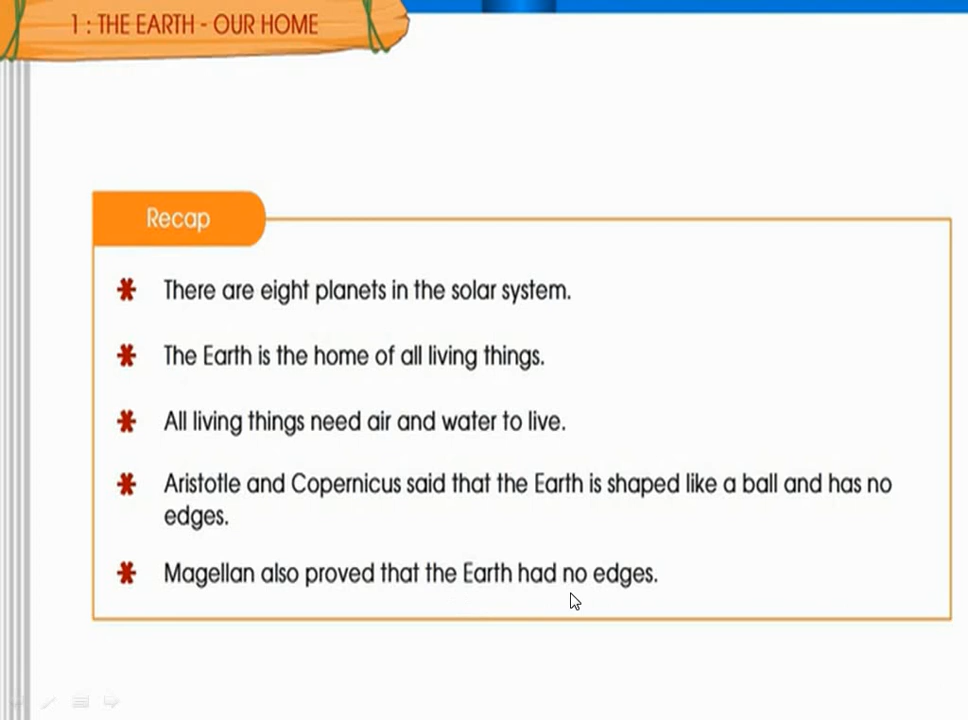 1 : THE EARTH - OUR HOME
Recap
* There are eight planets in the solar system.
* The Earth is the home of all living things.
* All living things need air and water to live.
* Aristotle and Copernicus said that the Earth is shaped like a ball and has no
edges.
* Magellan also proved that the Earth had no edges.